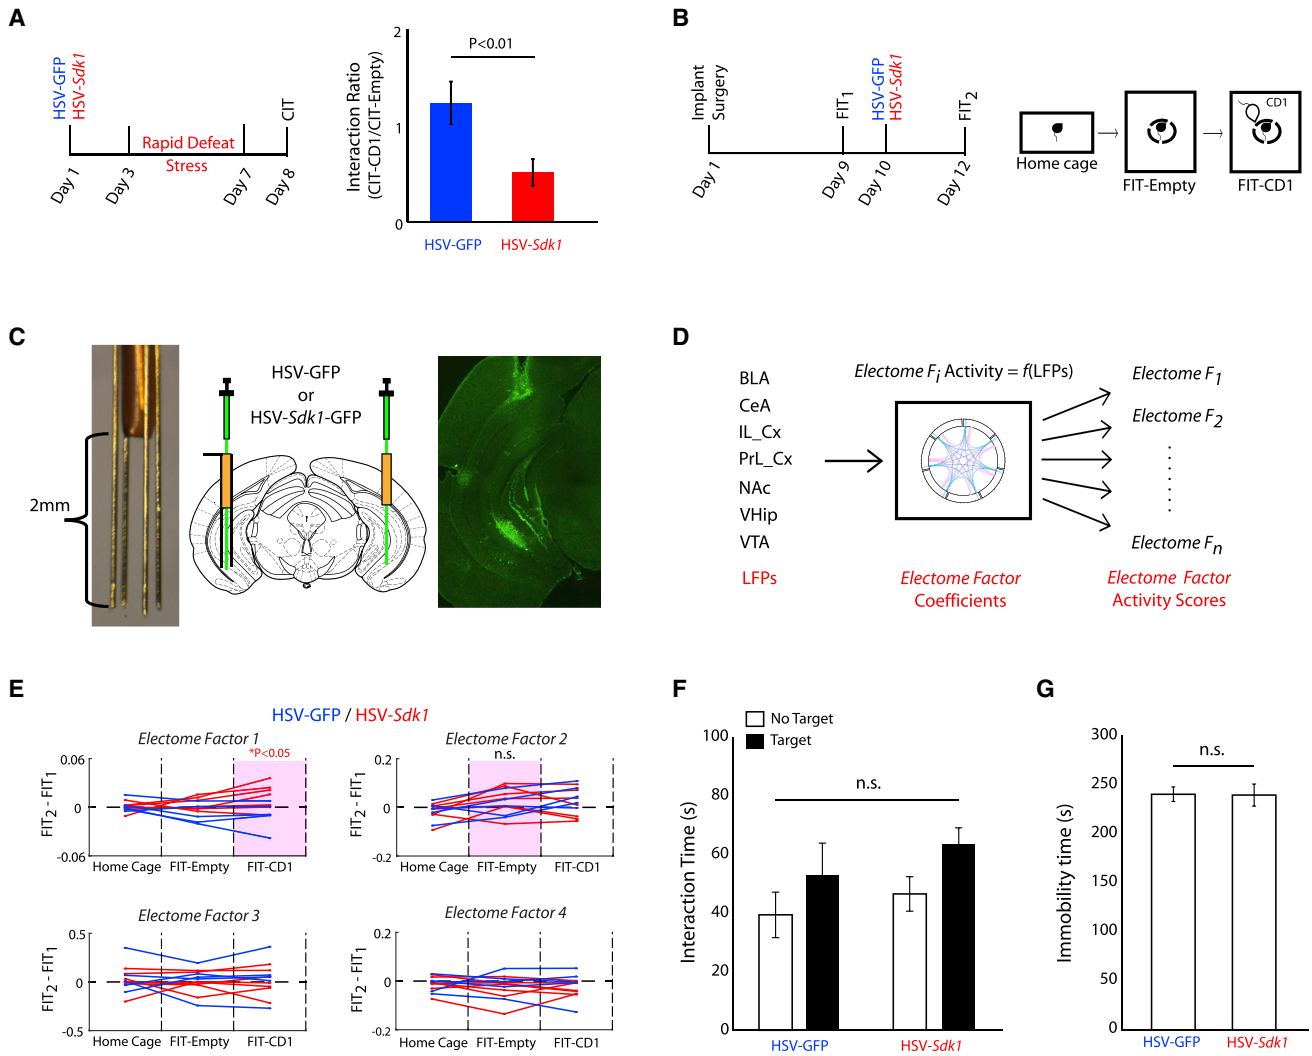 A
HSV-GFP
HSV-Sdk1
Rapid Defeat
Stress
CIT
Day 1
Day 3
Day 7
Day 8
Interaction Ratio
(CIT-CD1/CIT-Empty)
2
1
0
P<0.01
HSV-GFP
HSV-Sdk1
B
Implant
Surgery
FIT1
HSV-GFP
HSV-Sdk1
FIT2
Day 1
Day 9
Day 10
Day 12
Home cage
FIT-Empty
CD1
FIT-CD1
C
2mm
HSV-GFP
or
HSV-Sdk1-GFP
D
BLA
CeA
IL_Cx
PrL_Cx
NAc
VHip
VTA
LFPs
Electome Fi Activity = f(LFPs)
Electome Factor
Coefficients
Electome F1
Electome F2
Electome Fn
Electome Factor
Activity Scores
E
HSV-GFP / HSV-Sdk1
Electome Factor 1
*P<0.05
FIT2 - FIT1
0.06
0
-0.06
Home Cage FIT-Empty FIT-CD1
Electome Factor 2
n.s.
FIT2 - FIT1
0.2
0
-0.2
Home Cage FIT-Empty FIT-CD1
Electome Factor 3
FIT2 - FIT1
0.5
0
-0.5
Home Cage FIT-Empty FIT-CD1
Electome Factor 4
FIT2 - FIT1
0.2
0
-0.2
Home Cage FIT-Empty FIT-CD1
F
No Target
Target
Interaction Time (s)
100
80
60
40
20
0
n.s.
HSV-GFP
HSV-Sdk1
G
Immobility time (s)
300
250
200
150
100
50
0
n.s.
HSV-GFP
HSV-Sdk1